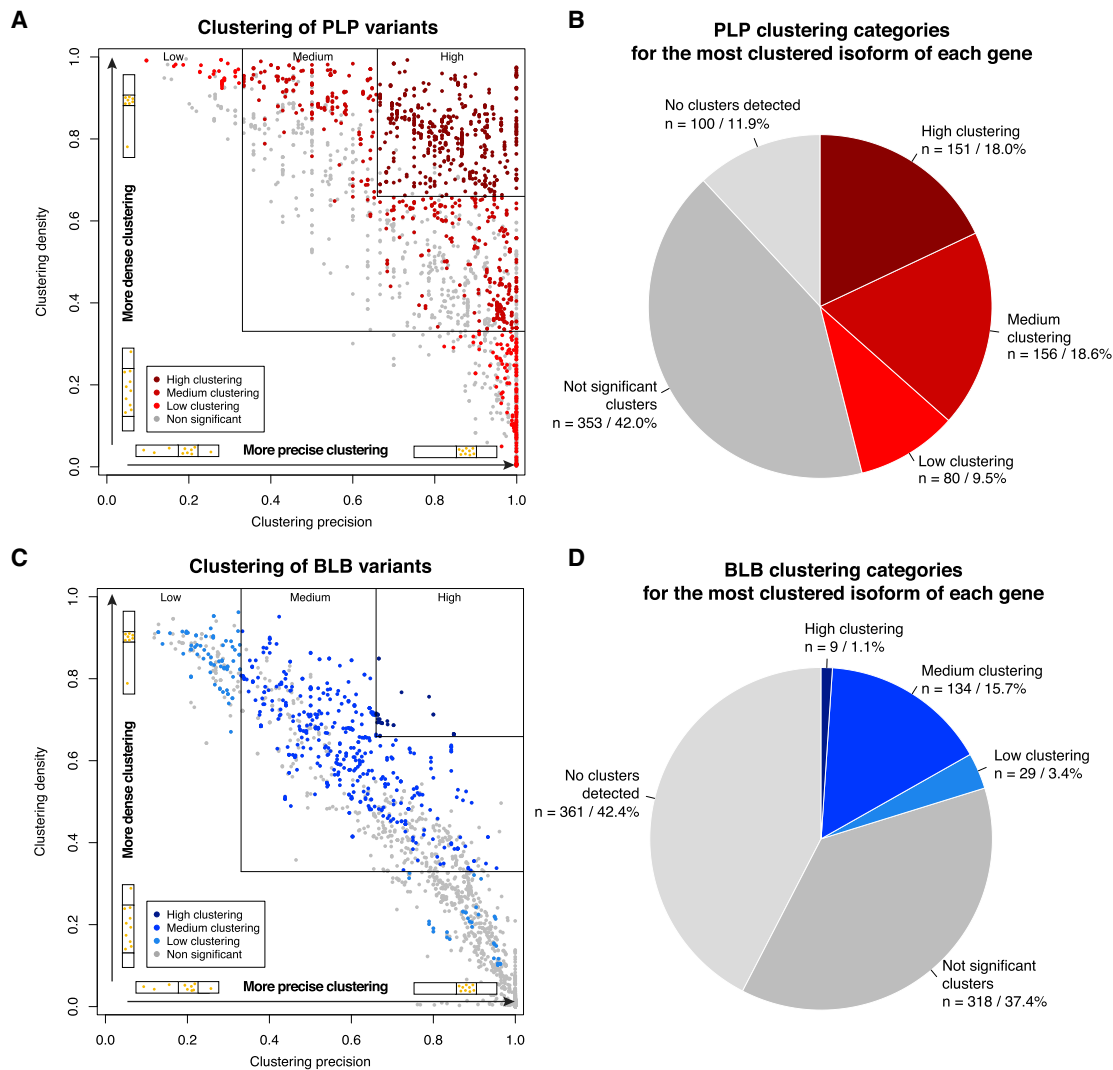 A
Clustering of PLP variants
Low
Medium
High
1.0
0.8
0.6
0.4
0.2
0.0
Clustering density
More dense clustering
High clustering
Medium clustering
Low clustering
Non significant
More precise clustering
0.0
0.2
0.4
0.6
0.8
1.0
Clustering precision
B
PLP clustering categories
for the most clustered isoform of each gene
No clusters detected
n = 100 / 11.9%
High clustering
n = 151 / 18.0%
Medium
clustering
n = 156 / 18.6%
Not significant
clusters
n = 353 / 42.0%
Low clustering
n = 80 / 9.5%
C
Clustering of BLB variants
Low
Medium
High
1.0
0.8
0.6
0.4
0.2
0.0
Clustering density
More dense clustering
High clustering
Medium clustering
Low clustering
Non significant
More precise clustering
0.0
0.2
0.4
0.6
0.8
1.0
Clustering precision
D
BLB clustering categories
for the most clustered isoform of each gene
High clustering
n = 9 / 1.1%
Medium clustering
n = 134 / 15.7%
Low clustering
n = 29 / 3.4%
No clusters
detected
n = 361 / 42.4%
Not significant
clusters
n = 318 / 37.4%